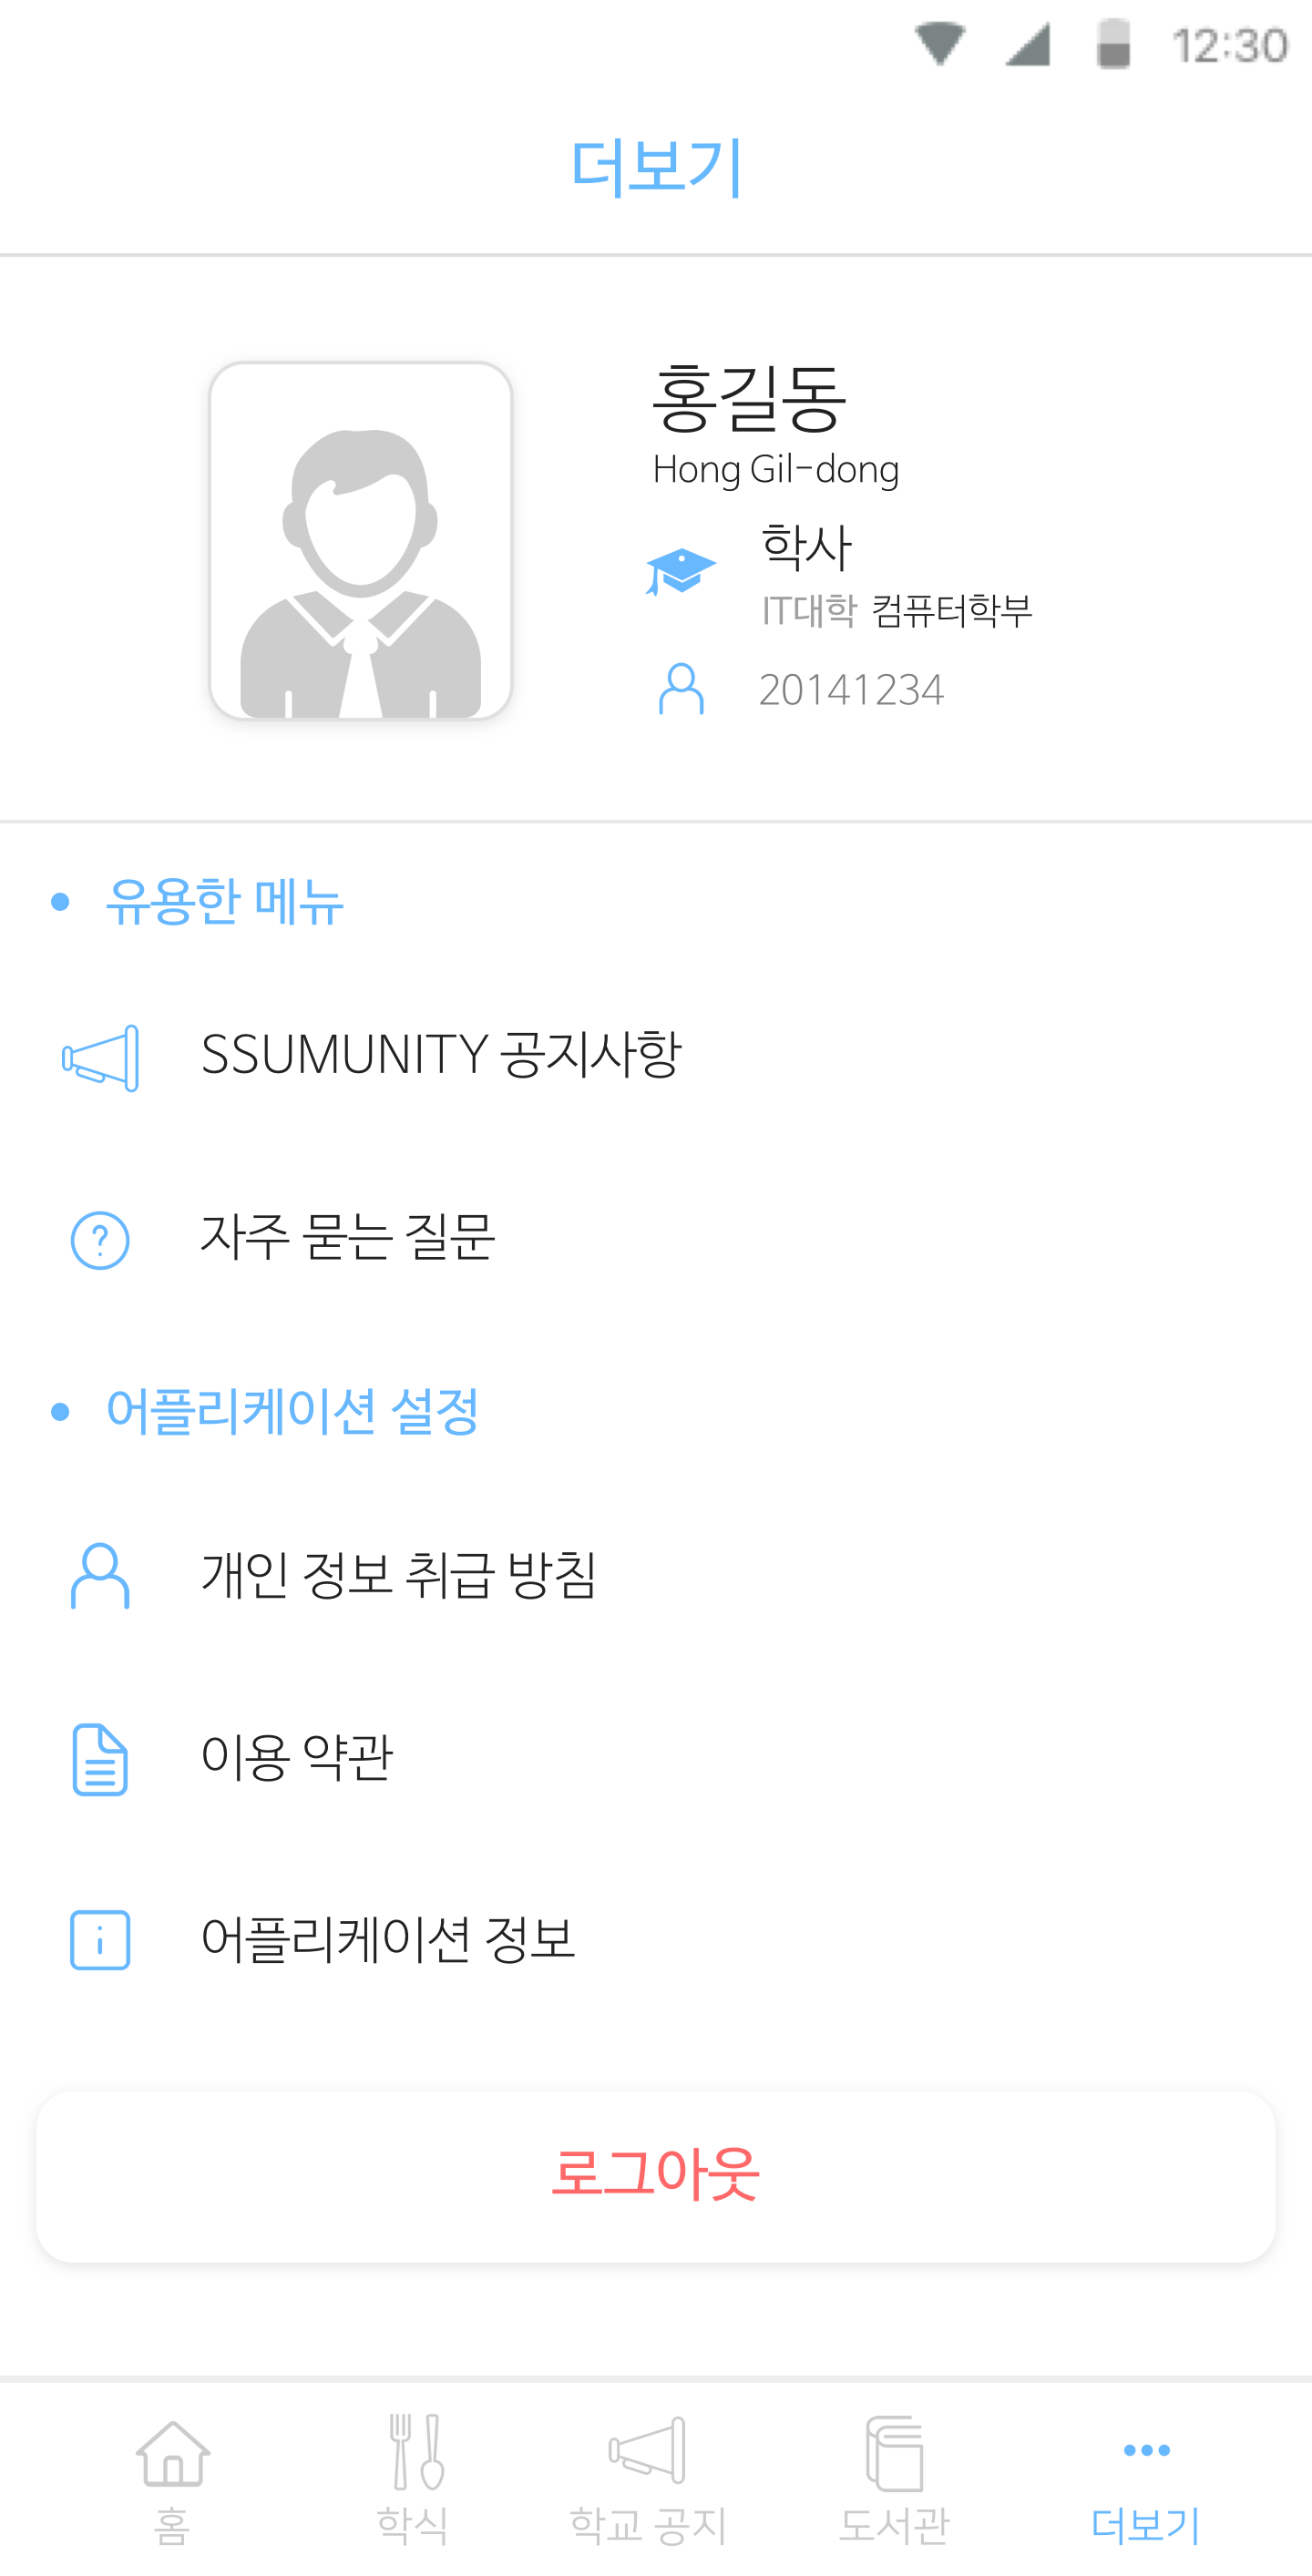 12:30
더보기
홍길동
Hong Gil-dong
학사
IT대학 컴퓨터학부
20141234
유용한 메뉴
SSUMUNITY 공지사항
자주 묻는 질문
어플리케이션 설정
개인 정보 취급 방침
이용 약관
어플리케이션 정보
로그아웃
홈 학식 학교 공지 도서관 더보기